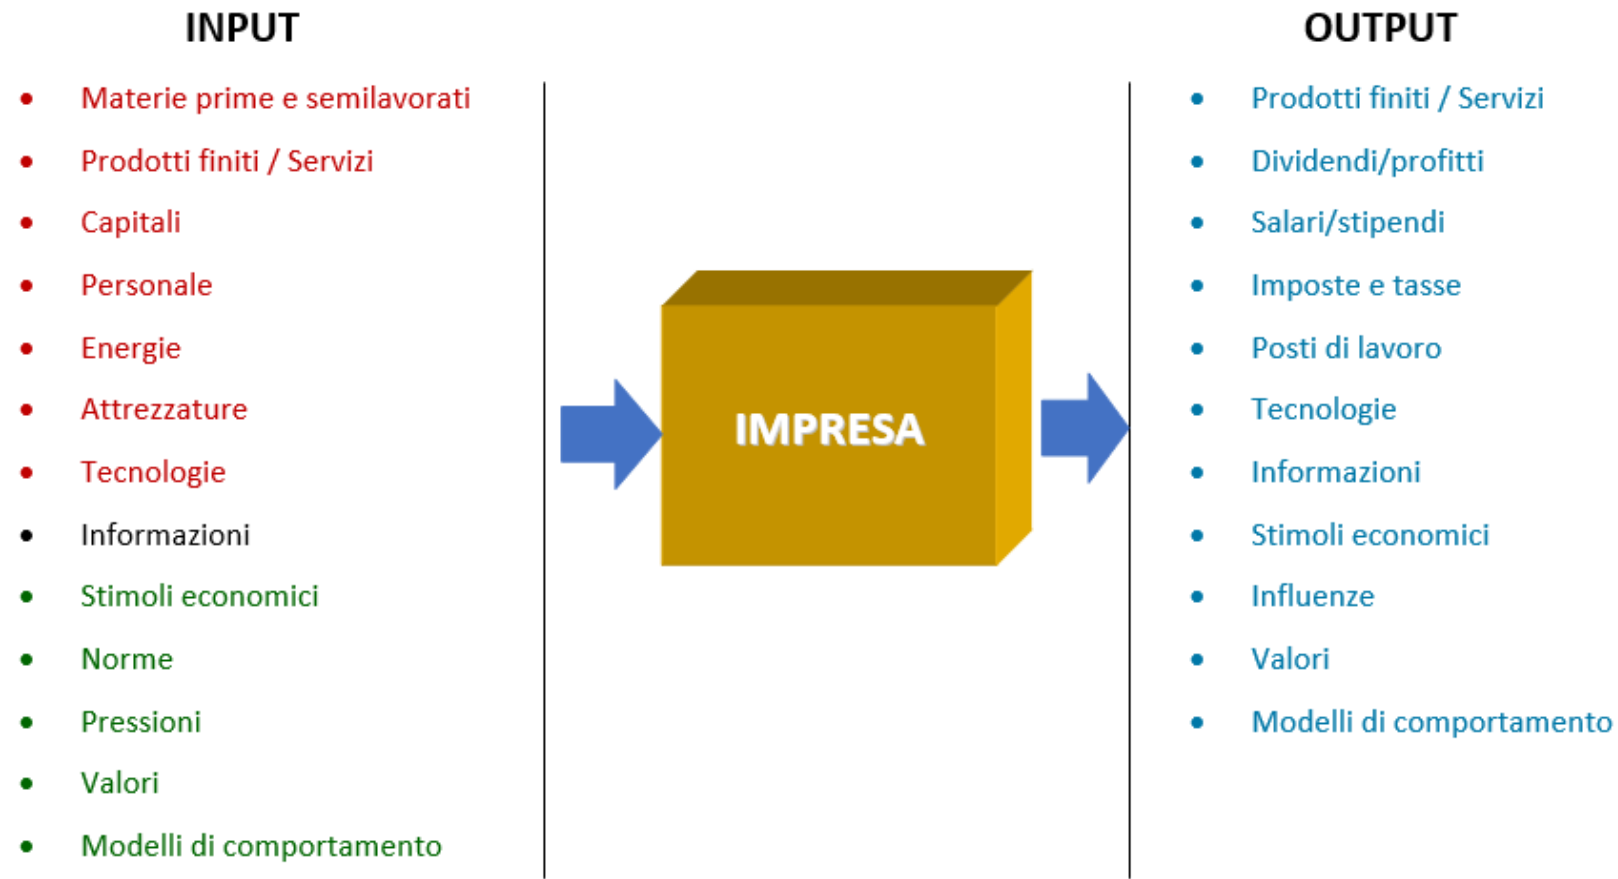 INPUT
• Materie prime e semilavorati
• Prodotti finiti / Servizi
• Capitali
• Personale
• Energie
• Attrezzature
• Tecnologie
• Informazioni
• Stimoli economici
• Norme
• Pressioni
• Valori
• Modelli di comportamento
IMPRESA
OUTPUT
• Prodotti finiti / Servizi
• Dividendi/profitti
• Salari/stipendi
• Imposte e tasse
• Posti di lavoro
• Tecnologie
• Informazioni
• Stimoli economici
• Influenze
• Valori
• Modelli di comportamento